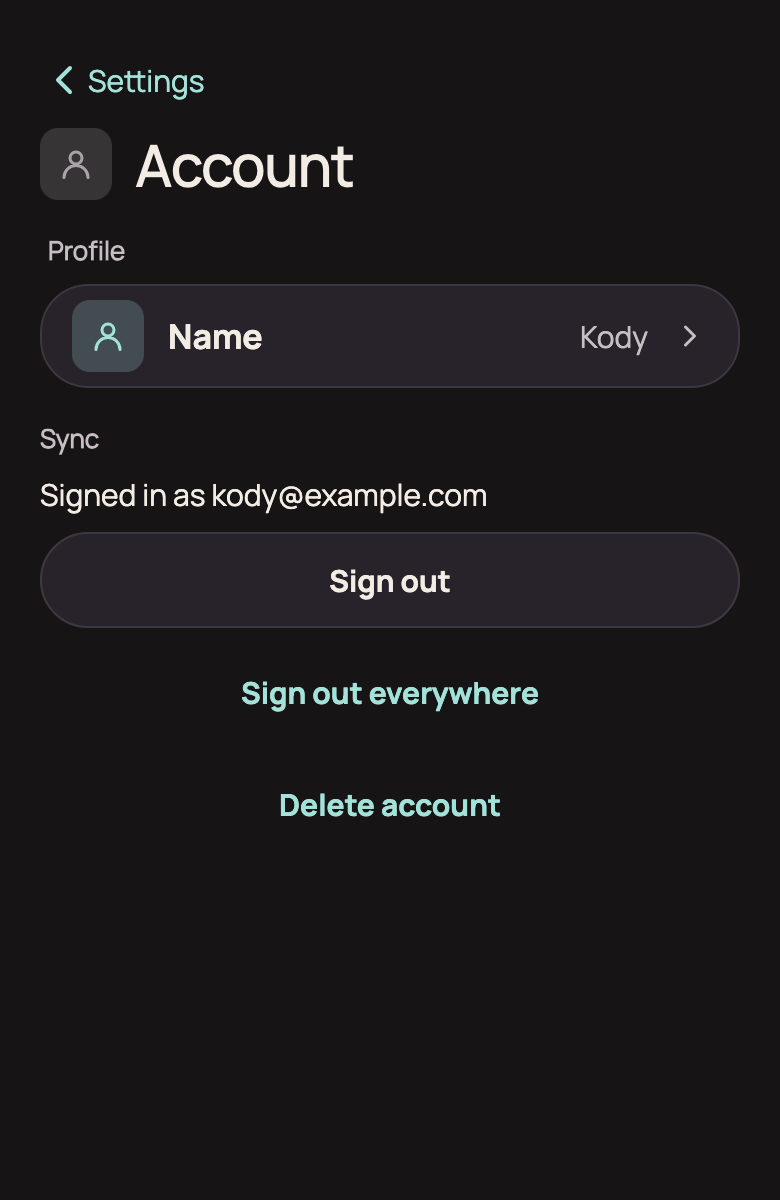 Settings
Account
Profile
Name Kody
Sync
Signed in as kody@example.com
Sign out
Sign out everywhere
Delete account